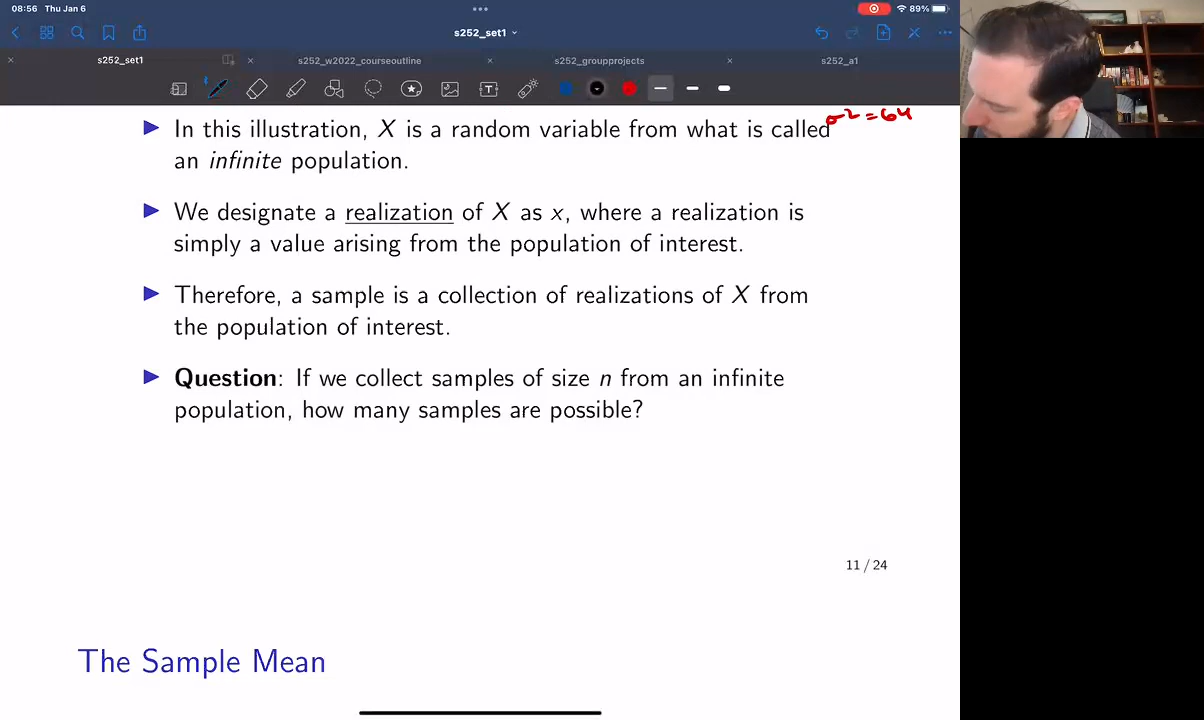 08:56 Thu Jan 6
89%
s252_set1
s252_set1
s252_w2022_courseoutline
s252_groupprojects
s252_a1
σ2 = 64
In this illustration, X is a random variable from what is called
an infinite population.
We designate a realization of X as x, where a realization is
simply a value arising from the population of interest.
Therefore, a sample is a collection of realizations of X from
the population of interest.
Question: If we collect samples of size n from an infinite
population, how many samples are possible?
11 / 24
The Sample Mean